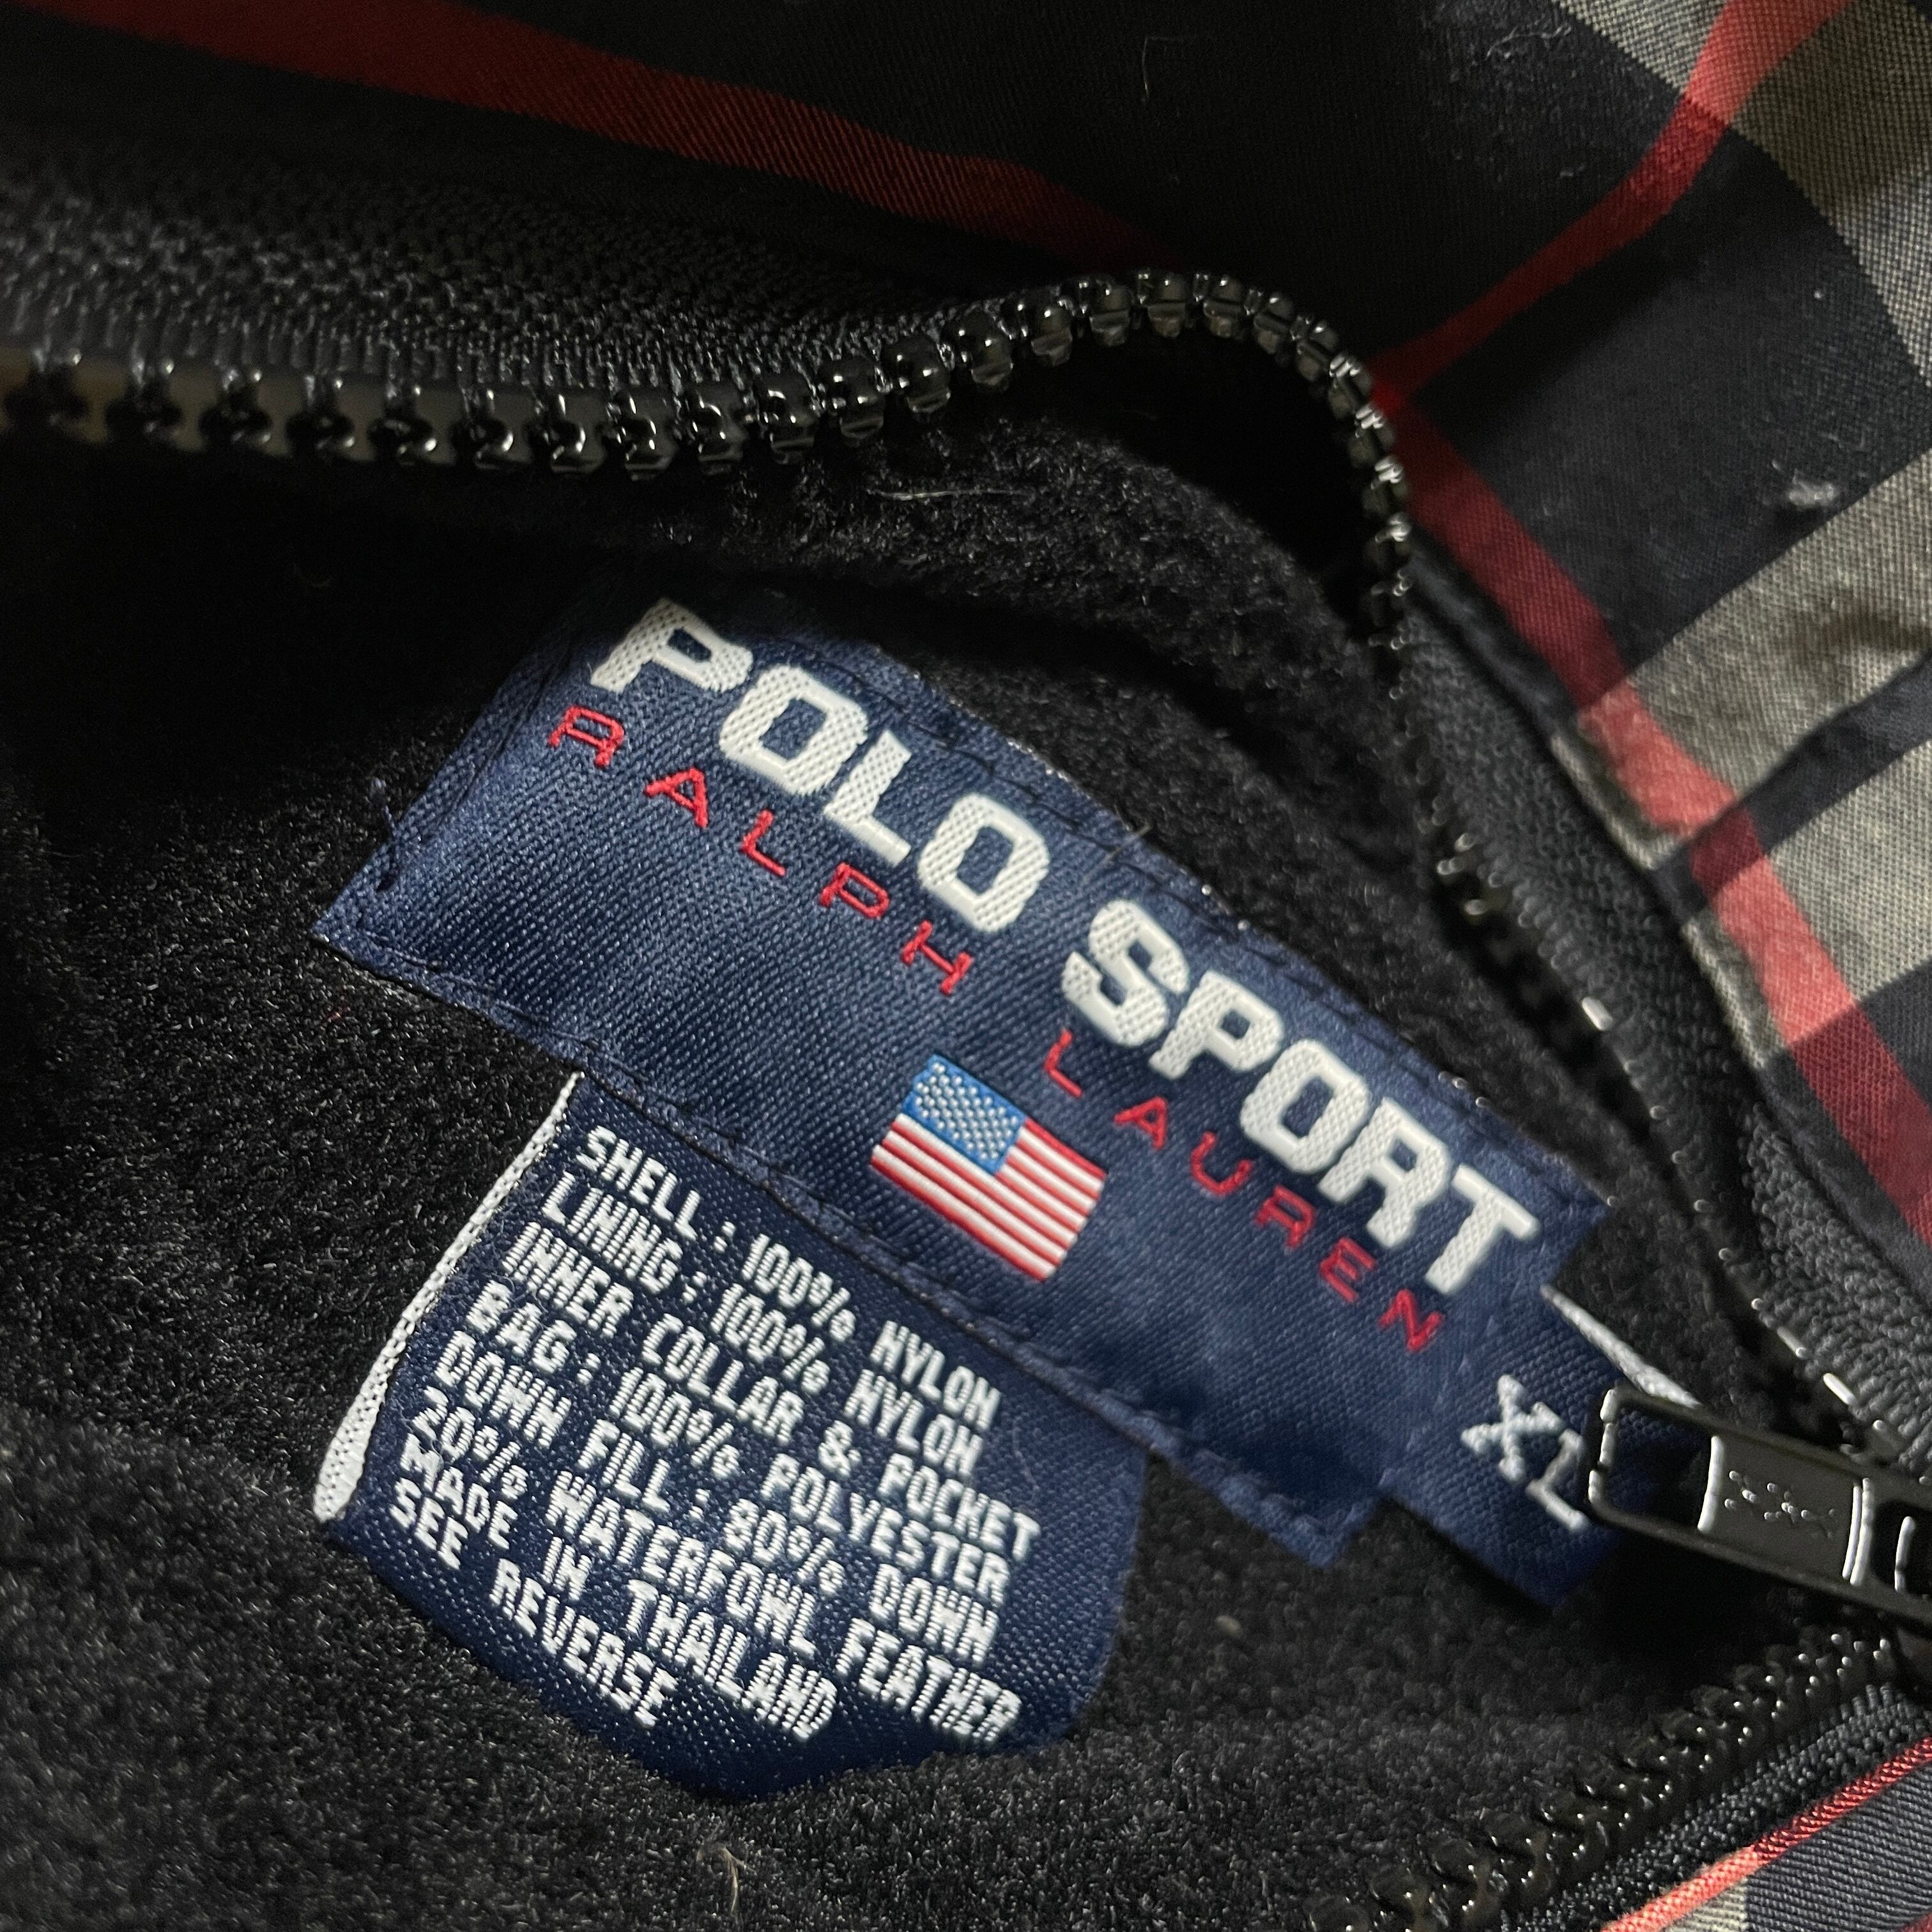 POLO SPORT
RALPH LAUREN
XL
SHELL : 100% NYLON
LINING : 100% NYLON
INNER COLLAR & POCKET
BAG : 100% POLYESTER
DOWN FILL : 80% DOWN
20% WATERFOWL FEATHER
MADE IN THAILAND
SEE REVERSE